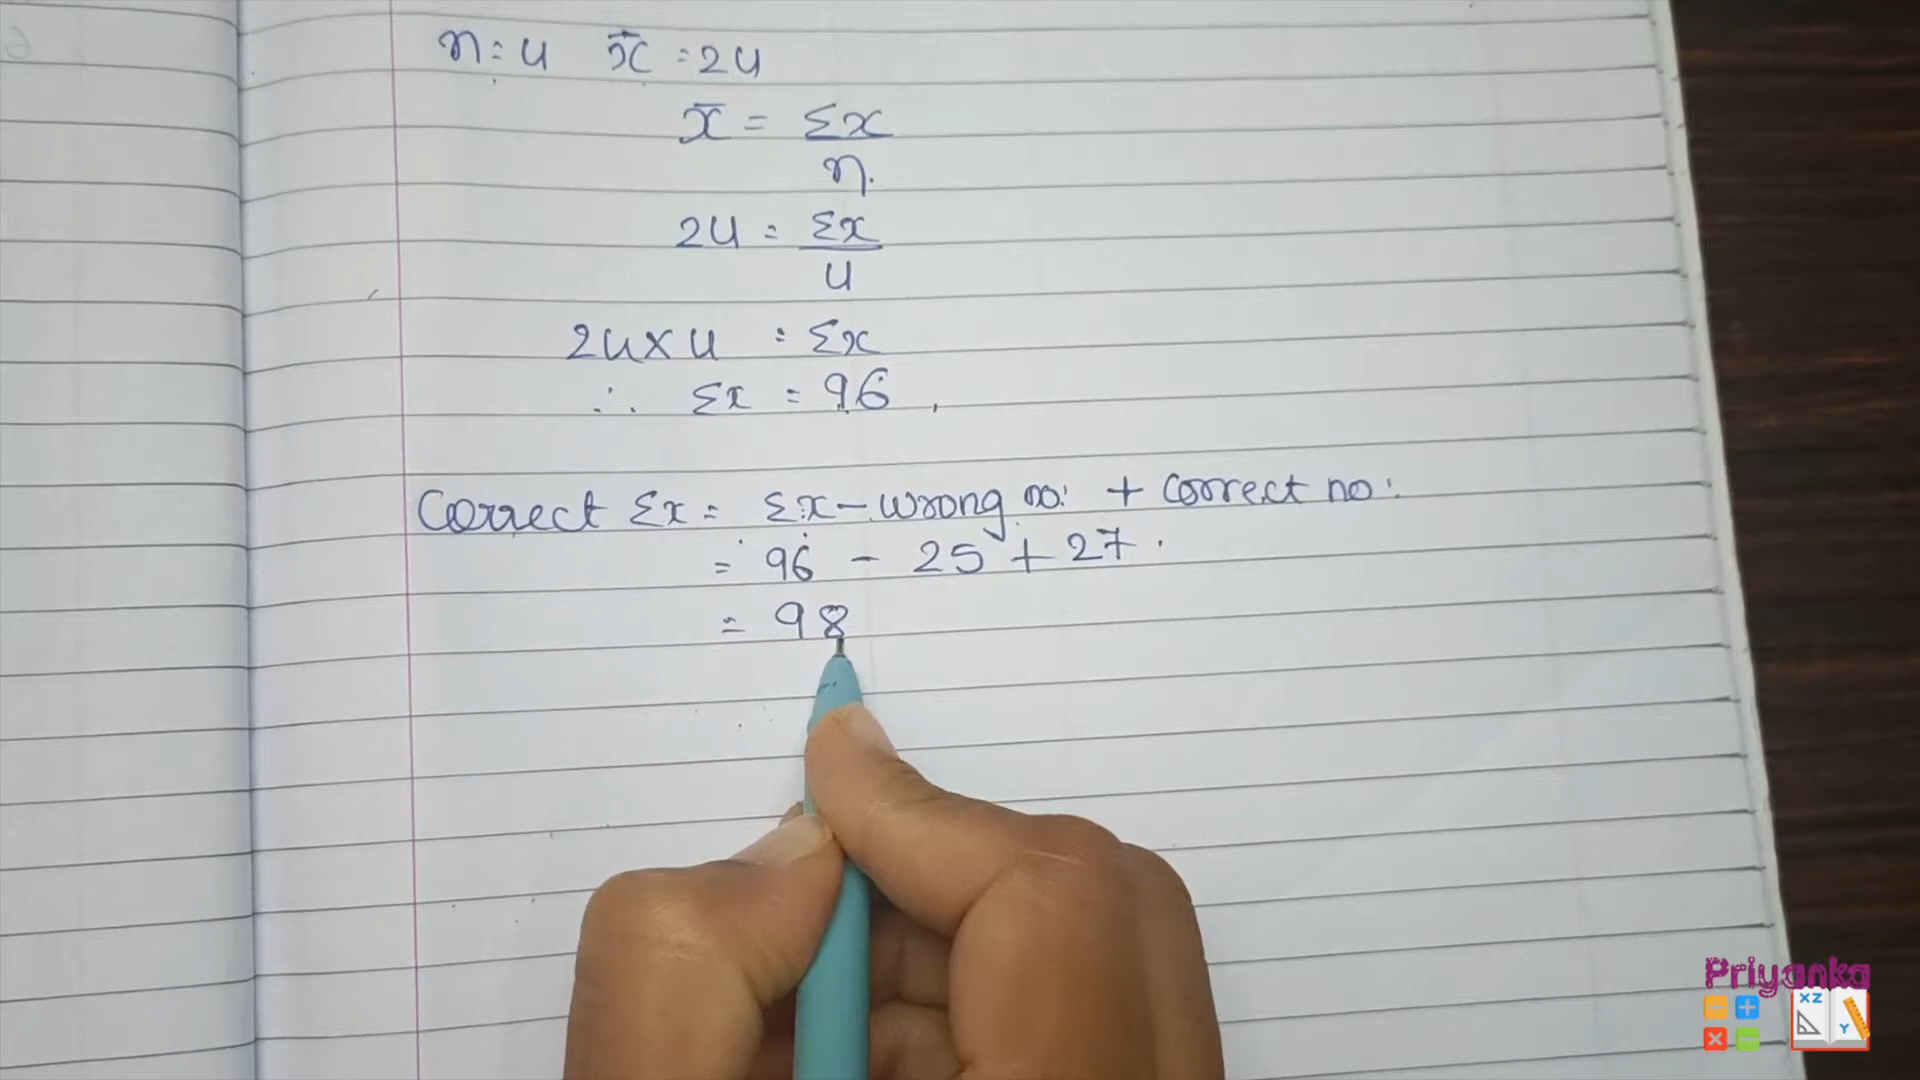 n = 4 x̄ = 24
x̄ = Σx
n.
24 = Σx
4
24 × 4 = Σx
∴ Σx = 96,
Correct Σx = Σx - wrong no: + correct no:
= 96 - 25 + 27.
= 98
Priyanka
XZ
Y